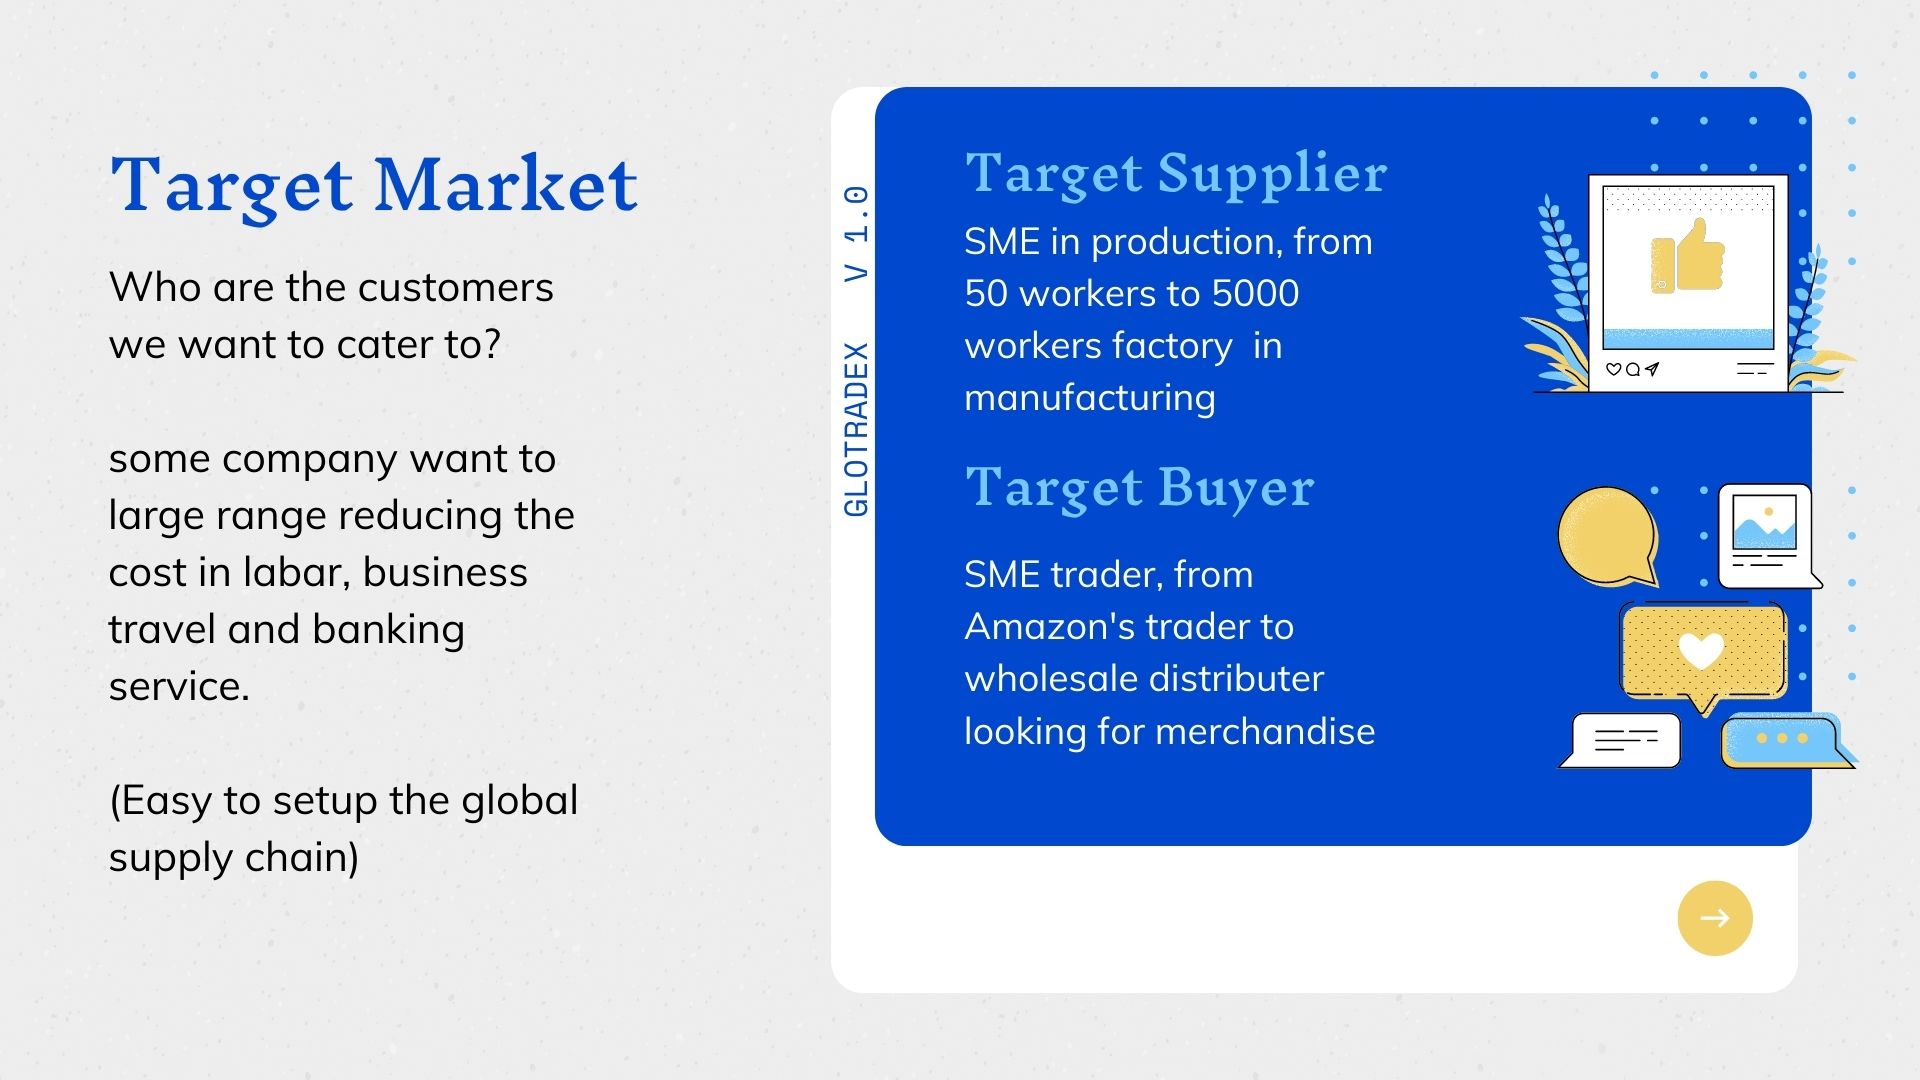 Target Market
Who are the customers
we want to cater to?
some company want to
large range reducing the
cost in labar, business
travel and banking
service.
(Easy to setup the global
supply chain)
GLOTRADEX V 1.0
Target Supplier
SME in production, from
50 workers to 5000
workers factory  in
manufacturing
Target Buyer
SME trader, from
Amazon's trader to
wholesale distributer
looking for merchandise